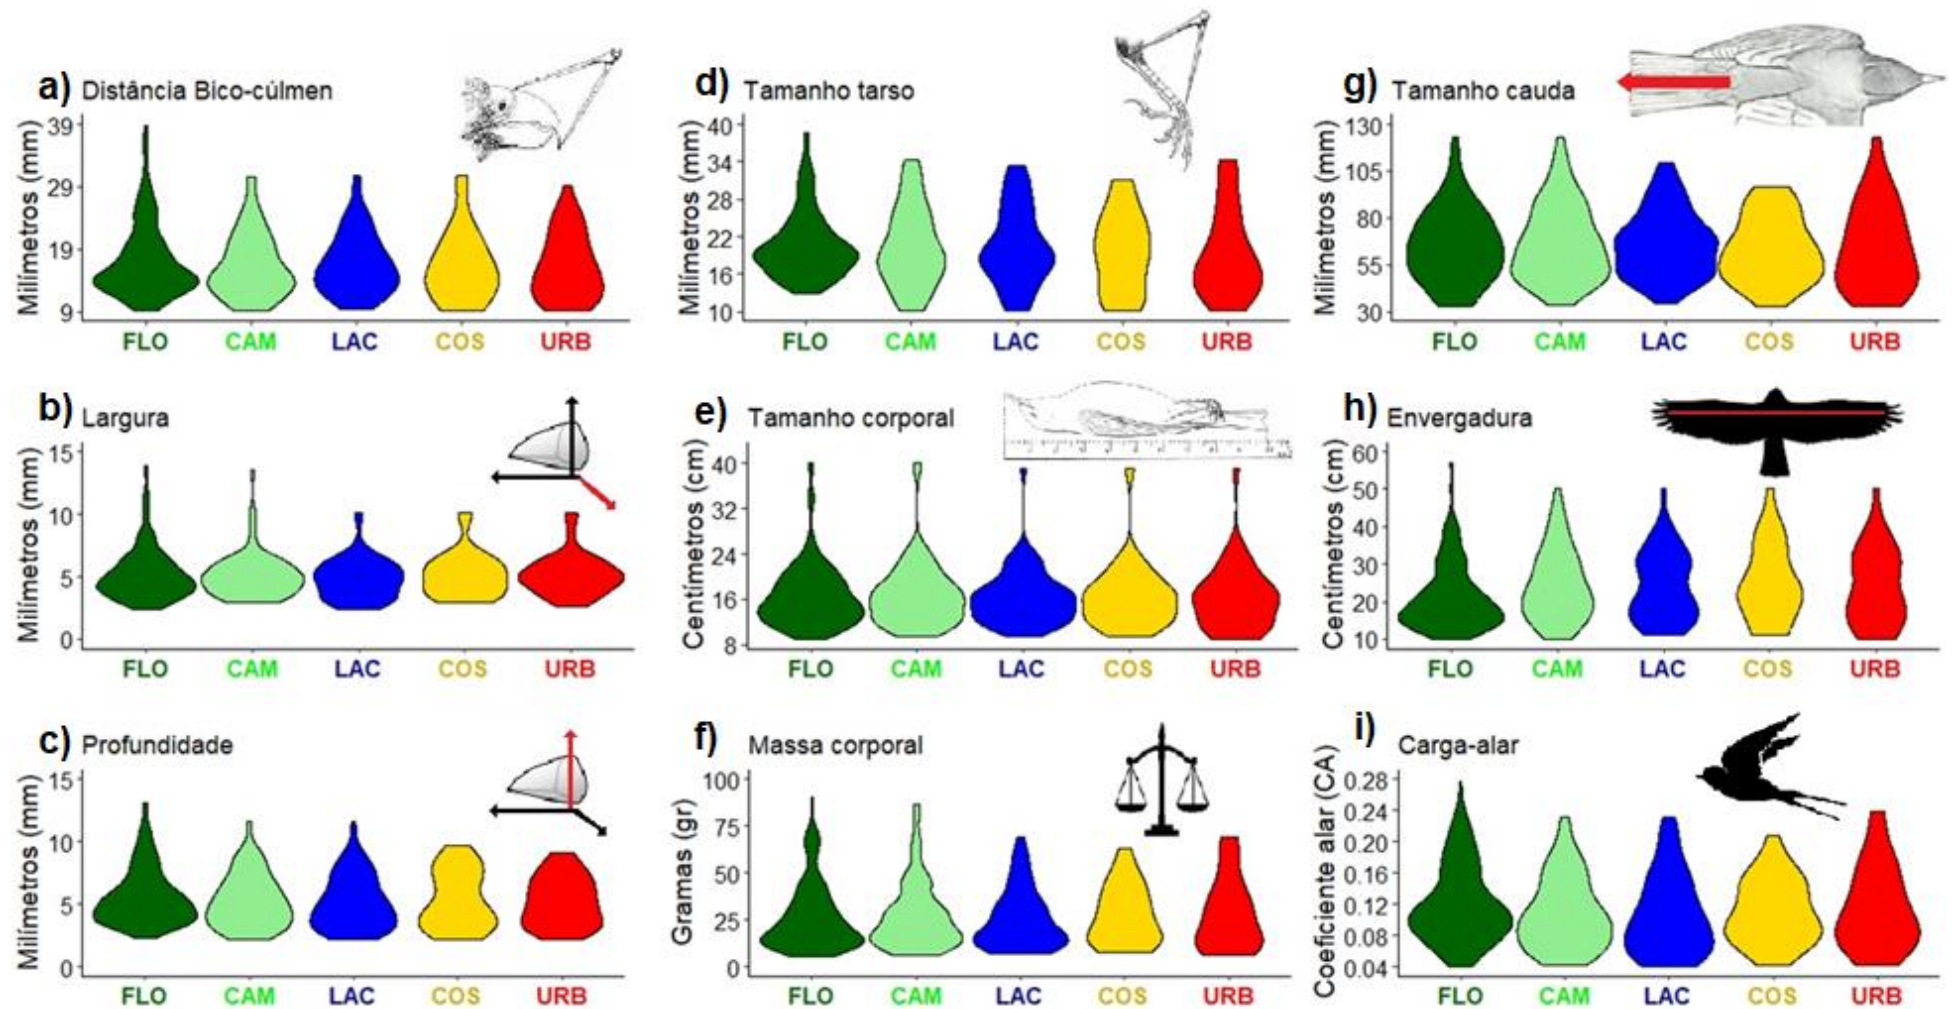 a) Distância Bico-cúlmen
Milímetros (mm)
39
29
19
9
FLO CAM LAC COS URB
d) Tamanho tarso
Milímetros (mm)
40
34
28
22
16
10
FLO CAM LAC COS URB
g) Tamanho cauda
Milímetros (mm)
130
105
80
55
30
FLO CAM LAC COS URB
b) Largura
Milímetros (mm)
15
10
5
0
FLO CAM LAC COS URB
e) Tamanho corporal
Centímetros (cm)
40
32
24
16
8
FLO CAM LAC COS URB
h) Envergadura
Centímetros (cm)
60
50
40
30
20
10
FLO CAM LAC COS URB
c) Profundidade
Milímetros (mm)
15
10
5
0
FLO CAM LAC COS URB
f) Massa corporal
Gramas (gr)
100
75
50
25
0
FLO CAM LAC COS URB
i) Carga-alar
Coeficiente alar (CA)
0.28
0.24
0.20
0.16
0.12
0.08
0.04
FLO CAM LAC COS URB